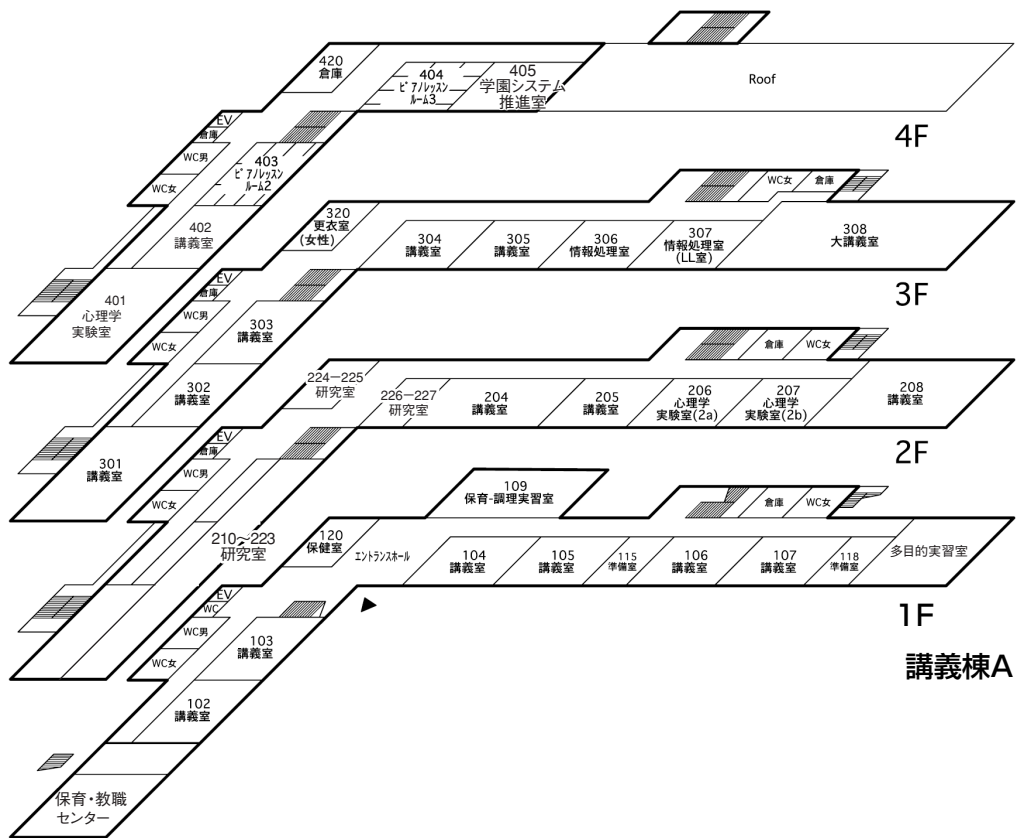 420
倉庫
404
ピアノレッスン
ルーム3
405
学園システム
推進室
Roof
EV
倉庫
WC男
WC女
403
ピアノレッスン
ルーム2
402
講義室
401
心理学
実験室
4F
320
更衣室
(女性)
304
講義室
305
講義室
306
情報処理室
307
情報処理室
(LL室)
WC女
倉庫
308
大講義室
EV
倉庫
WC男
WC女
303
講義室
302
講義室
301
講義室
3F
224－225
研究室
226－227
研究室
204
講義室
205
講義室
206
心理学
実験室(2a)
207
心理学
実験室(2b)
倉庫
WC女
208
講義室
EV
倉庫
WC男
WC女
210～223
研究室
2F
109
保育-調理実習室
120
保健室
エントランスホール
104
講義室
105
講義室
115
準備室
106
講義室
107
講義室
118
準備室
倉庫
WC女
多目的実習室
EV
WC
WC男
WC女
103
講義室
102
講義室
保育・教職
センター
1F
講義棟A